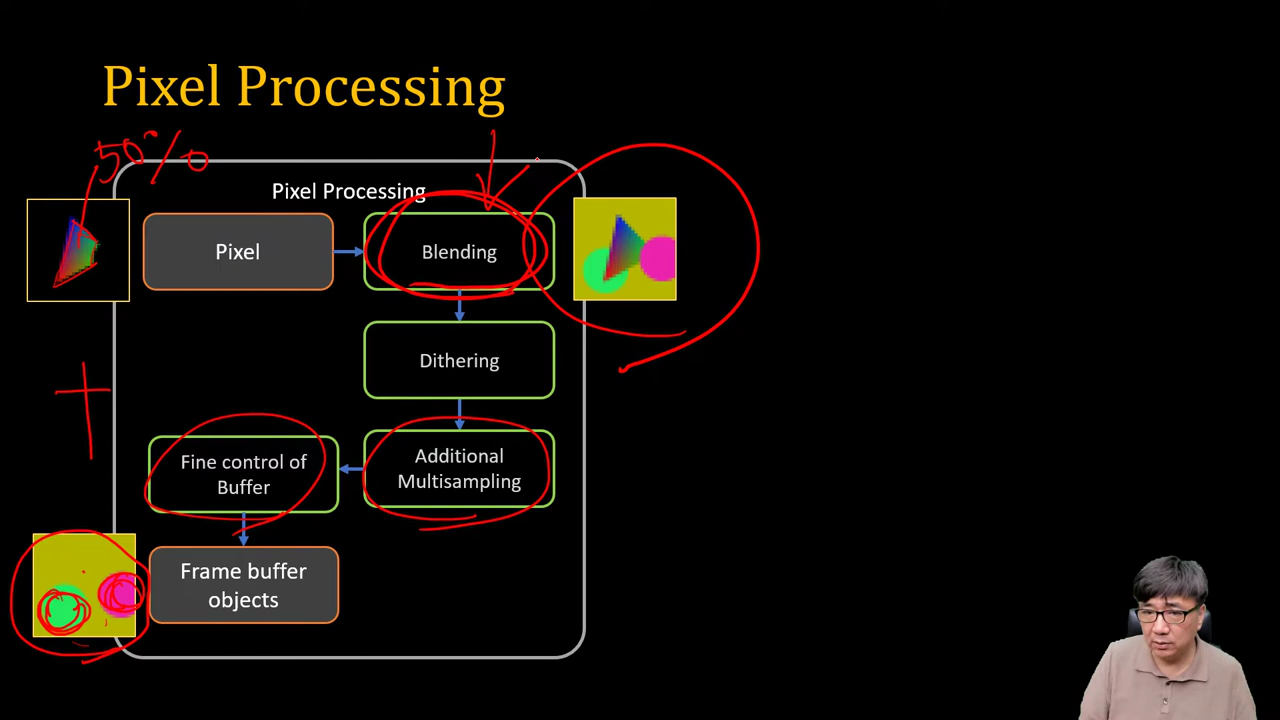 Pixel Processing
50%
Pixel Processing
Pixel
Blending
Dithering
Additional
Multisampling
Fine control of
Buffer
Frame buffer
objects